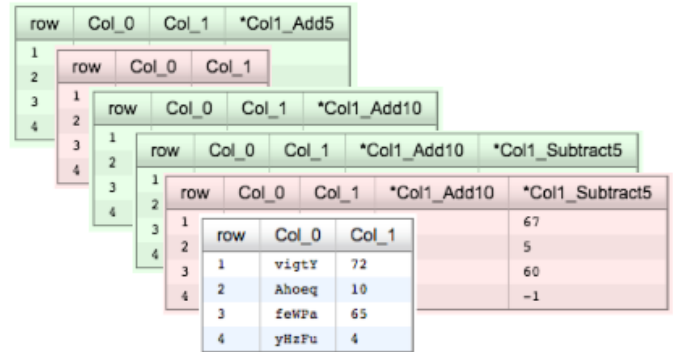 row Col_0 Col_1 *Col1_Add5
1
2
3
4
row Col_0 Col_1
1
2
3
4
row Col_0 Col_1 *Col1_Add10
1
2
3
4
row Col_0 Col_1 *Col1_Add10 *Col1_Subtract5
1
2
3
4
row Col_0 Col_1 *Col1_Add10 *Col1_Subtract5
1 67
2 5
3 60
4 -1
row Col_0 Col_1
1 vigtY 72
2 Ahoeq 10
3 feWPa 65
4 yHzFu 4